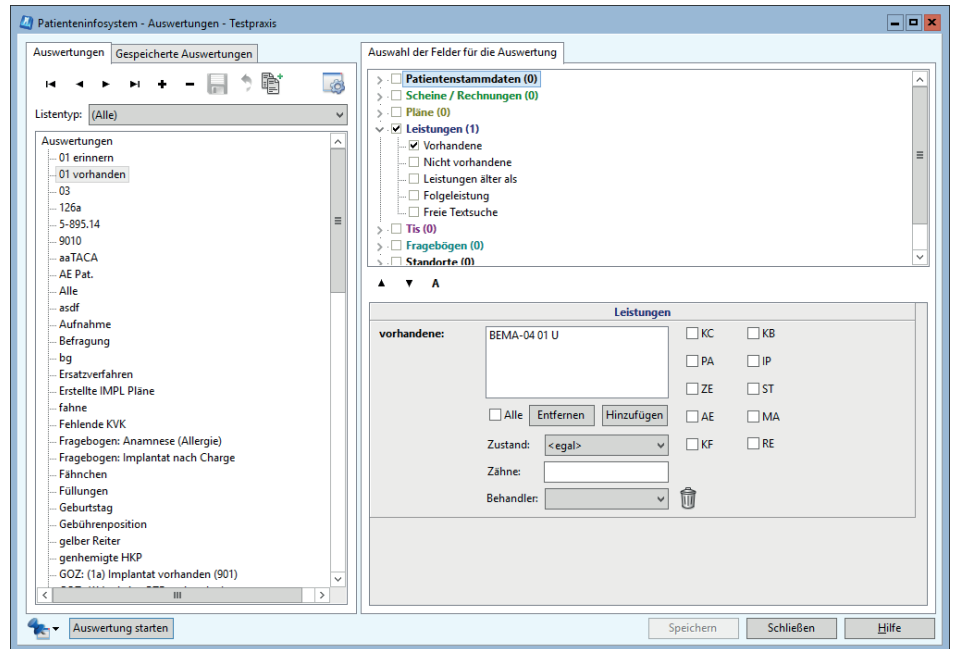 Patienteninfosystem - Auswertungen - Testpraxis
Auswertungen
Gespeicherte Auswertungen
Listentyp: (Alle)
Auswertungen
01 erinnern
01 vorhanden
03
126a
5-895.14
9010
aaTACA
AE Pat.
Alle
asdf
Aufnahme
Befragung
bg
Ersatzverfahren
Erstellte IMPL Pläne
fahne
Fehlende KVK
Fragebogen: Anamnese (Allergie)
Fragebogen: Implantat nach Charge
Fähnchen
Füllungen
Geburtstag
Gebührenposition
gelber Reiter
genhemigte HKP
GOZ: (1a) Implantat vorhanden (901)
Auswertung starten
Auswahl der Felder für die Auswertung
Patientenstammdaten (0)
Scheine / Rechnungen (0)
Pläne (0)
Leistungen (1)
Vorhandene
Nicht vorhandene
Leistungen älter als
Folgeleistung
Freie Textsuche
Tis (0)
Fragebögen (0)
Standorte (0)
A
Leistungen
vorhandene:
BEMA-04 01 U
KC KB
PA IP
ZE ST
Alle Entfernen Hinzufügen AE MA
Zustand: <egal> KF RE
Zähne:
Behandler:
Speichern Schließen Hilfe